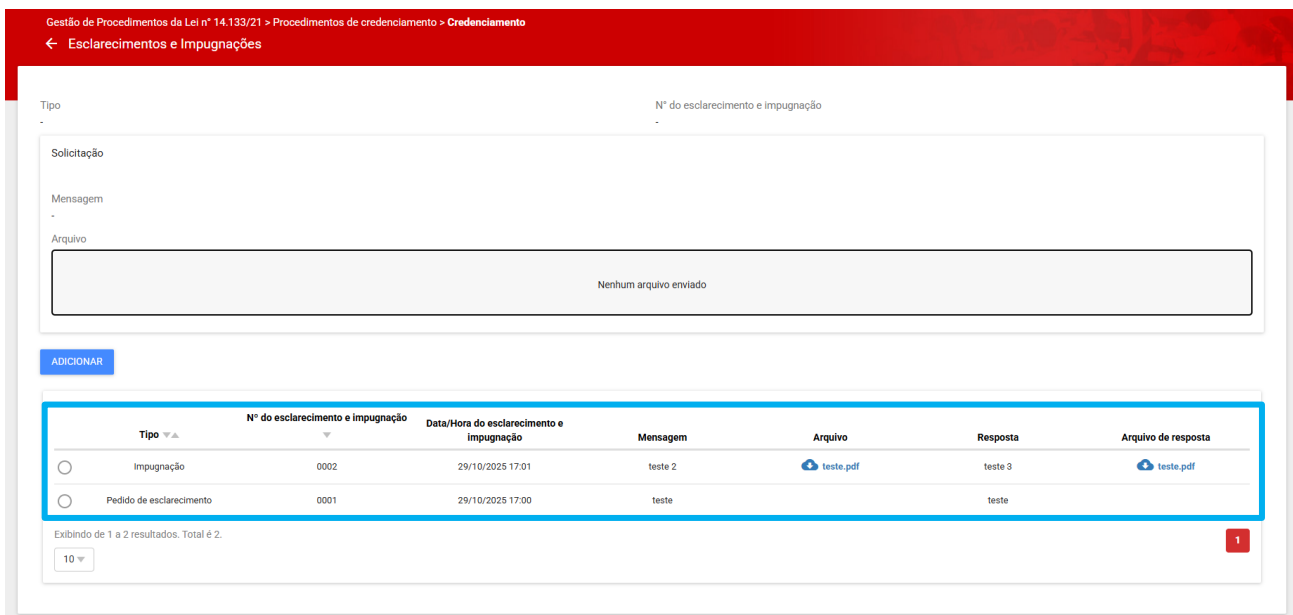 Gestão de Procedimentos da Lei n° 14.133/21 > Procedimentos de credenciamento > Credenciamento
Esclarecimentos e Impugnações
Tipo
N° do esclarecimento e impugnação
-
-
Solicitação
Mensagem
-
Arquivo
Nenhum arquivo enviado
ADICIONAR
Tipo
Nº do esclarecimento e impugnação
Data/Hora do esclarecimento e
impugnação
Mensagem
Arquivo
Resposta
Arquivo de resposta
Impugnação 0002 29/10/2025 17:01 teste 2 teste.pdf teste 3 teste.pdf
Pedido de esclarecimento 0001 29/10/2025 17:00 teste teste
Exibindo de 1 a 2 resultados. Total é 2.
1
10